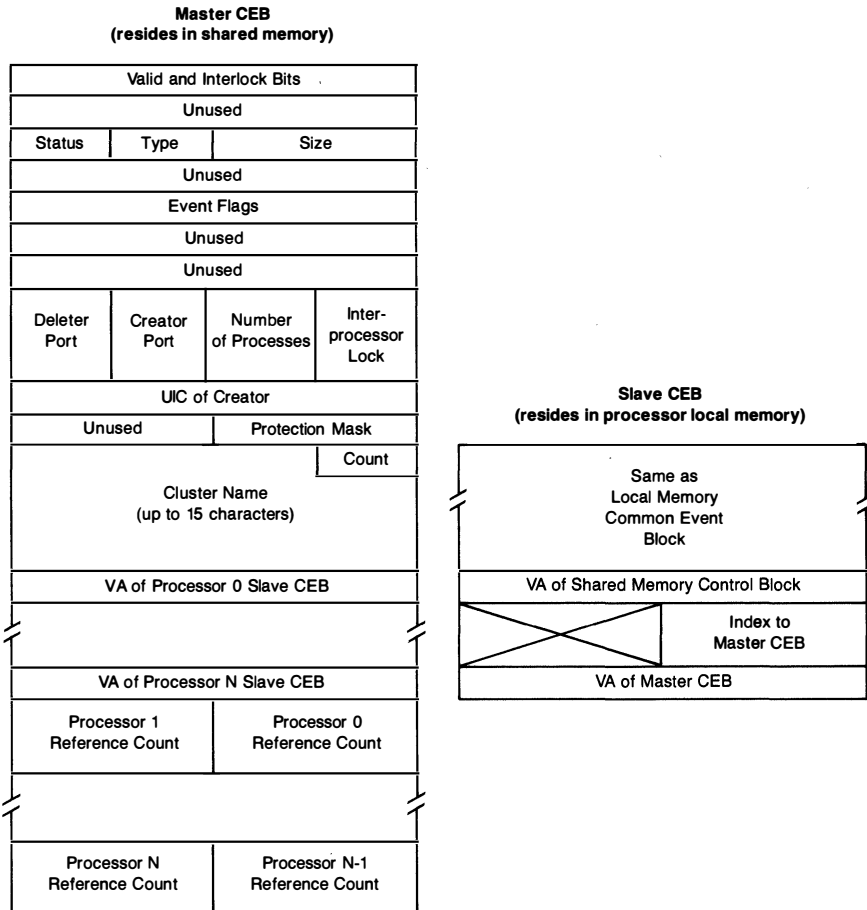 Master CEB
(resides in shared memory)
Valid and Interlock Bits
Unused
Status Type Size
Unused
Event Flags
Unused
Unused
Deleter Port
Creator Port
Number of Processes
Inter-processor Lock
UIC of Creator
Unused Protection Mask
Count
Cluster Name
(up to 15 characters)
VA of Processor 0 Slave CEB
VA of Processor N Slave CEB
Processor 1 Reference Count
Processor 0 Reference Count
Processor N Reference Count
Processor N-1 Reference Count
Slave CEB
(resides in processor local memory)
Same as
Local Memory
Common Event
Block
VA of Shared Memory Control Block
Index to
Master CEB
VA of Master CEB